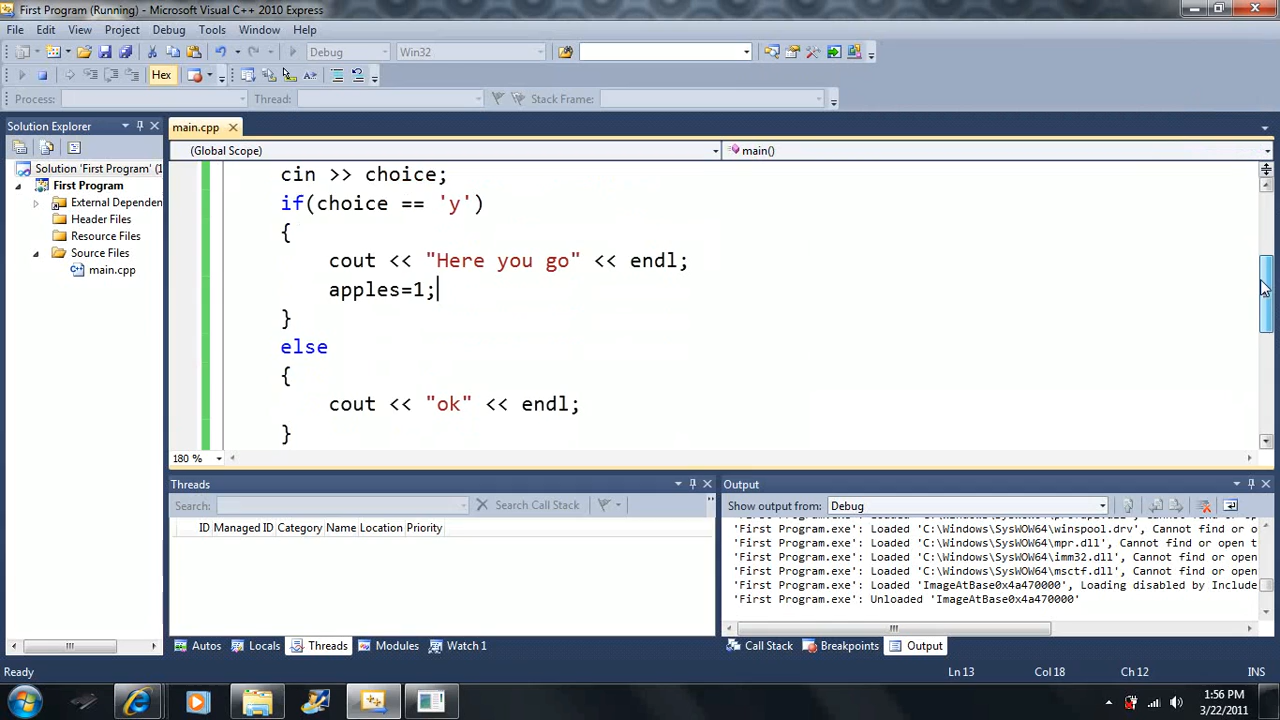 First Program (Running) - Microsoft Visual C++ 2010 Express
File Edit View Project Debug Tools Window Help
Debug Win32
Hex
Process: Thread: Stack Frame:
Solution Explorer
main.cpp
(Global Scope) main()
Solution 'First Program' (1
First Program
External Dependen
Header Files
Resource Files
Source Files
main.cpp
cin >> choice;
if(choice == 'y')
{
cout << "Here you go" << endl;
apples=1;
}
else
{
cout << "ok" << endl;
}
180 %
Threads
Search: Search Call Stack
ID Managed ID Category Name Location Priority
Output
Show output from: Debug
'First Program.exe': Loaded 'C:\Windows\SysWOW64\winspool.drv', Cannot find or o
'First Program.exe': Loaded 'C:\Windows\SysWOW64\mpr.dll', Cannot find or open t
'First Program.exe': Loaded 'C:\Windows\SysWOW64\imm32.dll', Cannot find or open
'First Program.exe': Loaded 'C:\Windows\SysWOW64\msctf.dll', Cannot find or open
'First Program.exe': Loaded 'ImageAtBase0x4a470000', Loading disabled by Include
'First Program.exe': Unloaded 'ImageAtBase0x4a470000'
Autos Locals Threads Modules Watch 1
Call Stack Breakpoints Output
Ready Ln 13 Col 18 Ch 12 INS
1:56 PM
3/22/2011